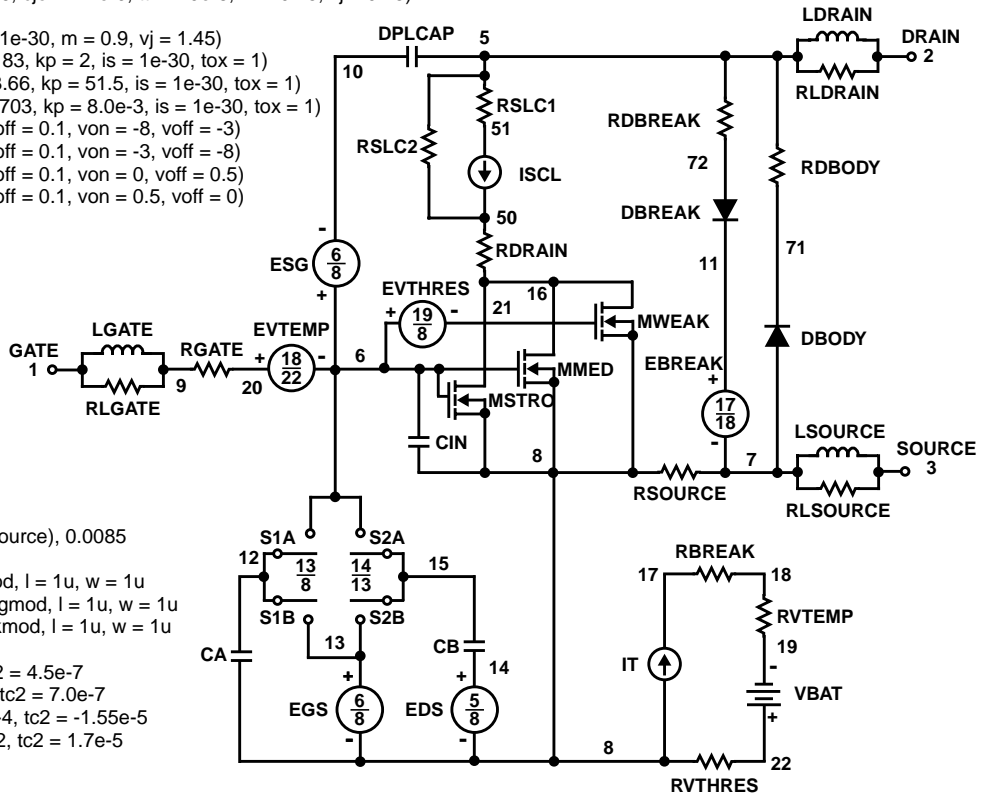 1e-30, m = 0.9, vj = 1.45)
83, kp = 2, is = 1e-30, tox = 1)
.66, kp = 51.5, is = 1e-30, tox = 1)
703, kp = 8.0e-3, is = 1e-30, tox = 1)
off = 0.1, von = -8, voff = -3)
off = 0.1, von = -3, voff = -8)
off = 0.1, von = 0, voff = 0.5)
off = 0.1, von = 0.5, voff = 0)
LDRAIN
DPLCAP
5
DRAIN
2
10
RLDRAIN
RSLC1
51
RDBREAK
RSLC2
72
RDBODY
ISCL
50
DBREAK
RDRAIN
71
-
6
8
ESG
+
11
EVTHRES
16
21
+
19
8
-
MWEAK
LGATE
EVTEMP
GATE
1
RGATE
+
18
22
-
6
MMED
DBODY
EBREAK
+
9
20
MSTRO
RLGATE
17
18
-
CIN
8
7
LSOURCE
SOURCE
3
RSOURCE
RLSOURCE
ource), 0.0085
S1A
S2A
12
13
8
14
13
15
RBREAK
17
18
od, l = 1u, w = 1u
gmod, l = 1u, w = 1u
kmod, l = 1u, w = 1u
S1B
S2B
RVTEMP
13
CB
19
CA
14
IT
-
2 = 4.5e-7
tc2 = 7.0e-7
-4, tc2 = -1.55e-5
2, tc2 = 1.7e-5
+
+
VBAT
EGS
6
8
EDS
5
8
+
-
-
8
22
RVTHRES